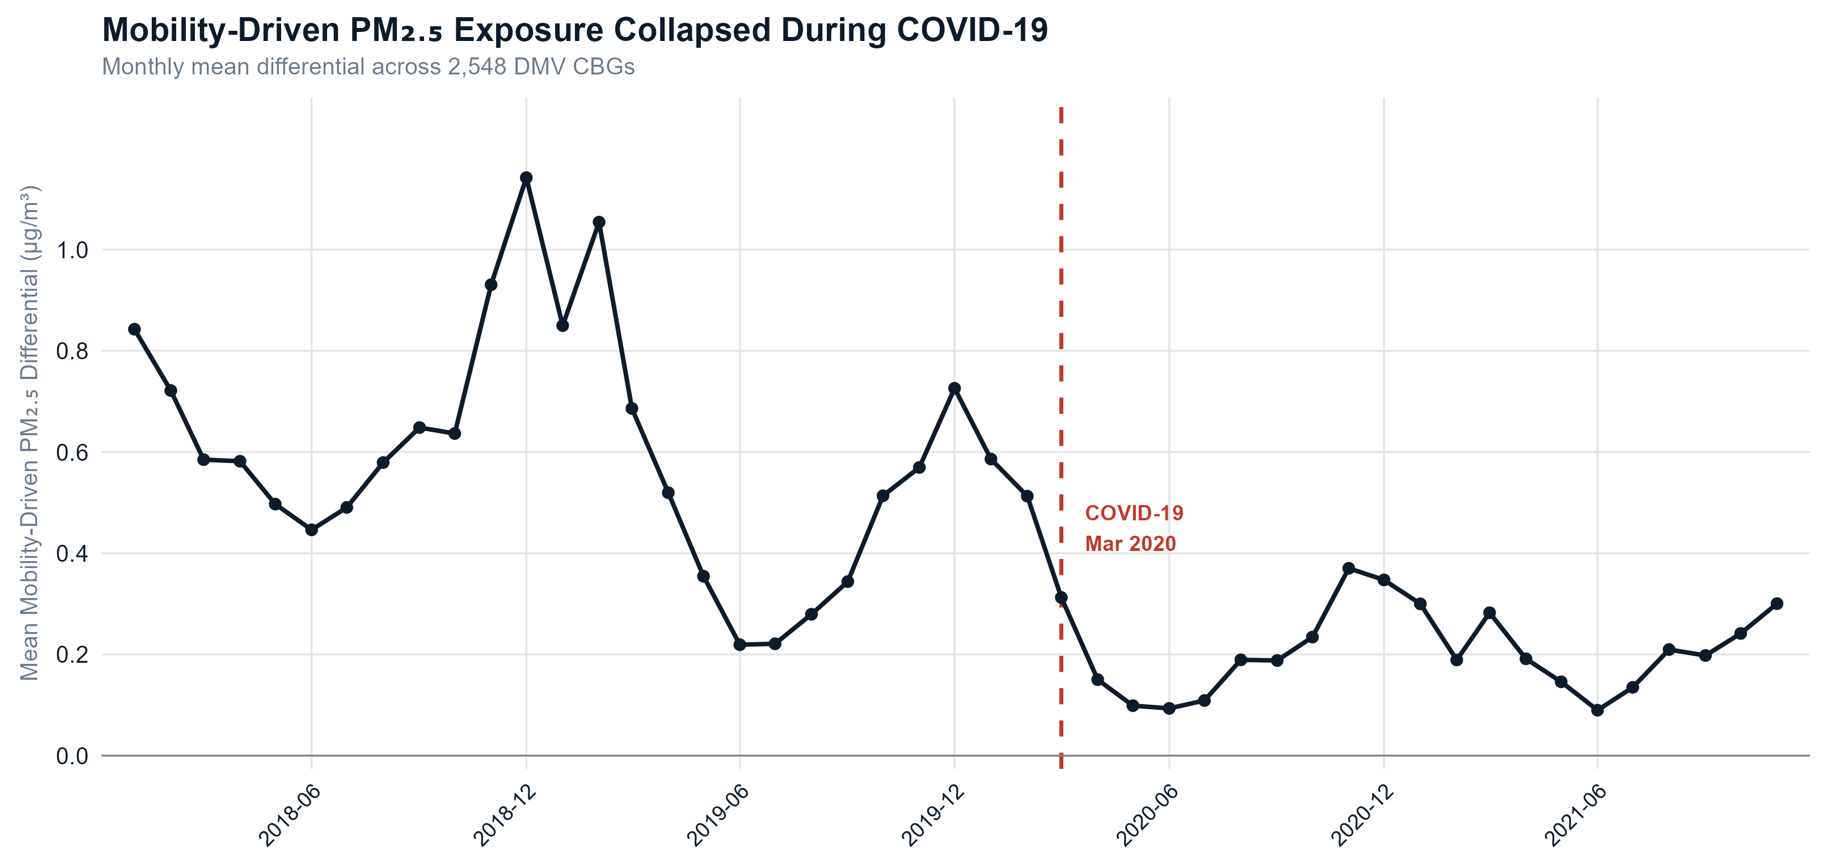 Mobility-Driven PM₂.₅ Exposure Collapsed During COVID-19
Monthly mean differential across 2,548 DMV CBGs
Mean Mobility-Driven PM₂.₅ Differential (µg/m³)
1.0
0.8
0.6
0.4
0.2
0.0
COVID-19
Mar 2020
2018-06
2018-12
2019-06
2019-12
2020-06
2020-12
2021-06